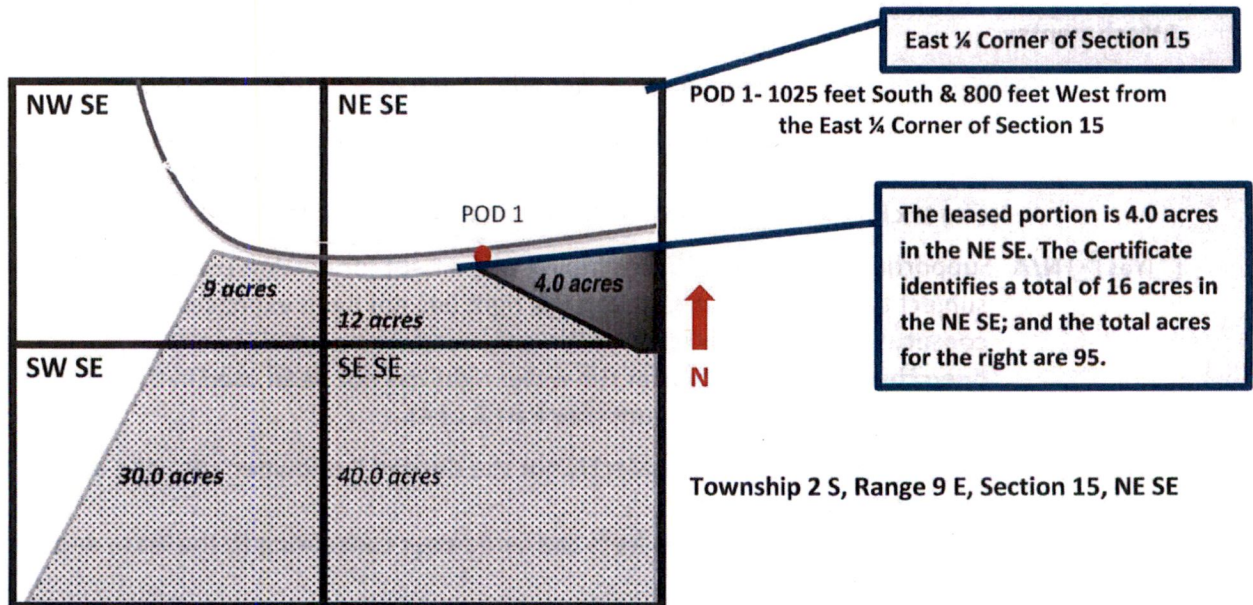 East ¼ Corner of Section 15
NW SE
NE SE
POD 1- 1025 feet South & 800 feet West from
the East ¼ Corner of Section 15
POD 1
The leased portion is 4.0 acres
in the NE SE. The Certificate
identifies a total of 16 acres in
the NE SE; and the total acres
for the right are 95.
9 acres
4.0 acres
12 acres
N
SW SE
SE SE
30.0 acres
40.0 acres
Township 2 S, Range 9 E, Section 15, NE SE